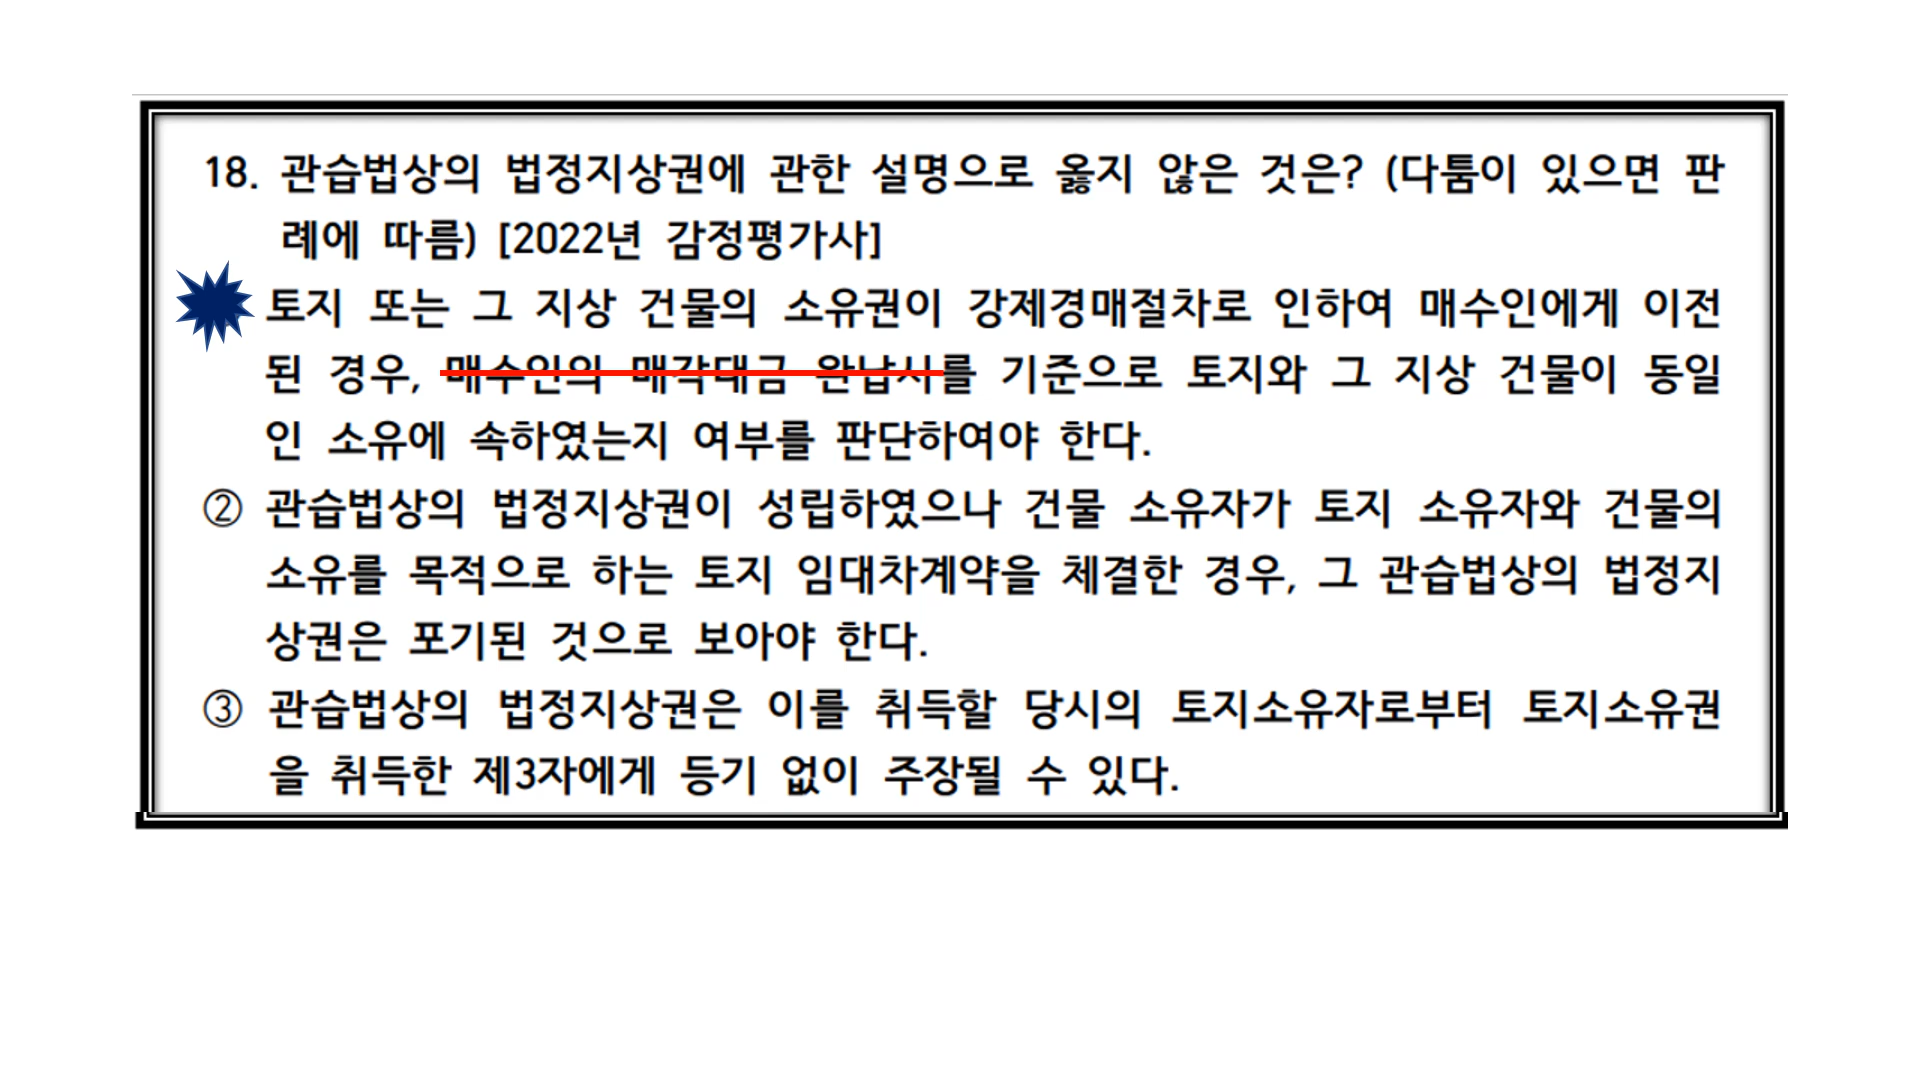 18. 관습법상의 법정지상권에 관한 설명으로 옳지 않은 것은? (다툼이 있으면 판
례에 따름) [2022년 감정평가사]
토지 또는 그 지상 건물의 소유권이 강제경매절차로 인하여 매수인에게 이전
된 경우, 매수인의 매각대금 완납시를 기준으로 토지와 그 지상 건물이 동일
인 소유에 속하였는지 여부를 판단하여야 한다.
② 관습법상의 법정지상권이 성립하였으나 건물 소유자가 토지 소유자와 건물의
소유를 목적으로 하는 토지 임대차계약을 체결한 경우, 그 관습법상의 법정지
상권은 포기된 것으로 보아야 한다.
③ 관습법상의 법정지상권은 이를 취득할 당시의 토지소유자로부터 토지소유권
을 취득한 제3자에게 등기 없이 주장될 수 있다.